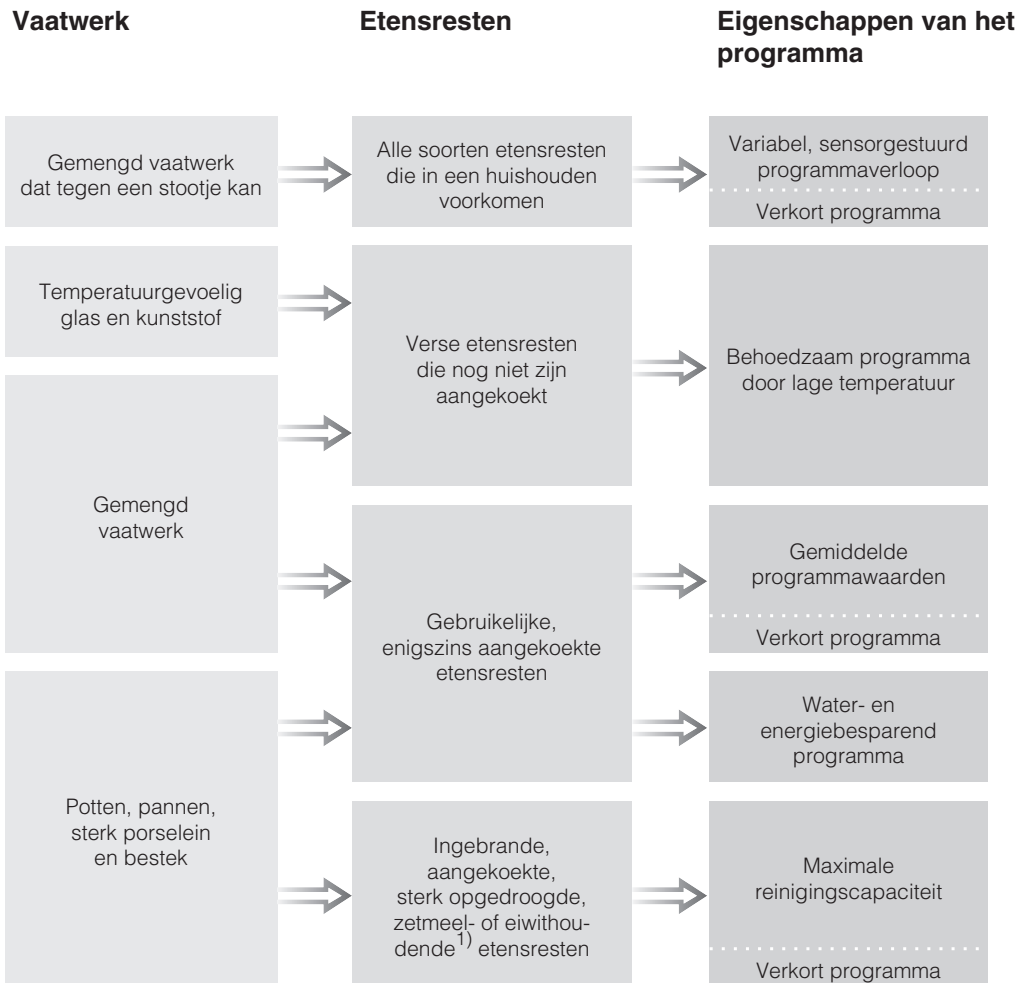 Vaatwerk
Etensresten
Eigenschappen van het
programma
Gemengd vaatwerk
dat tegen een stootje kan
Alle soorten etensresten
die in een huishouden
voorkomen
Variabel, sensorgestuurd
programmaverloop
Verkort programma
Temperatuurgevoelig
glas en kunststof
Verse etensresten
die nog niet zijn
aangekoekt
Behoedzaam programma
door lage temperatuur
Gemengd
vaatwerk
Gebruikelijke,
enigszins aangekoekte
etensresten
Gemiddelde
programmawaarden
Verkort programma
Water- en
energiebesparend
programma
Potten, pannen,
sterk porselein
en bestek
Ingebrande,
aangekoekte,
sterk opgedroogde,
zetmeel- of eiwithou-
dende1) etensresten
Maximale
reinigingscapaciteit
Verkort programma